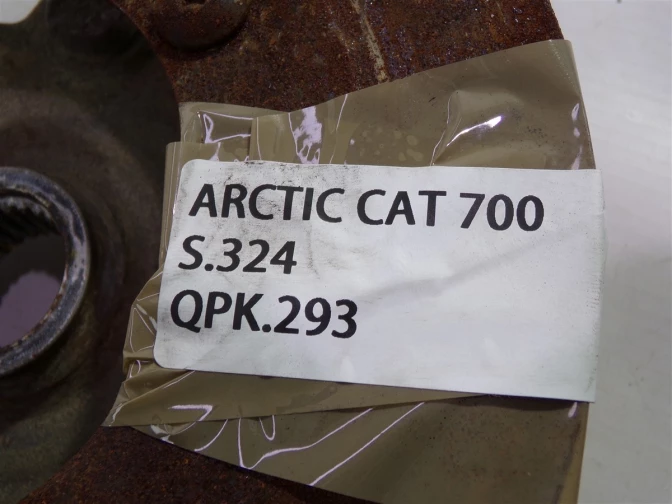 ARCTIC CAT 700
S.324
QPK.293